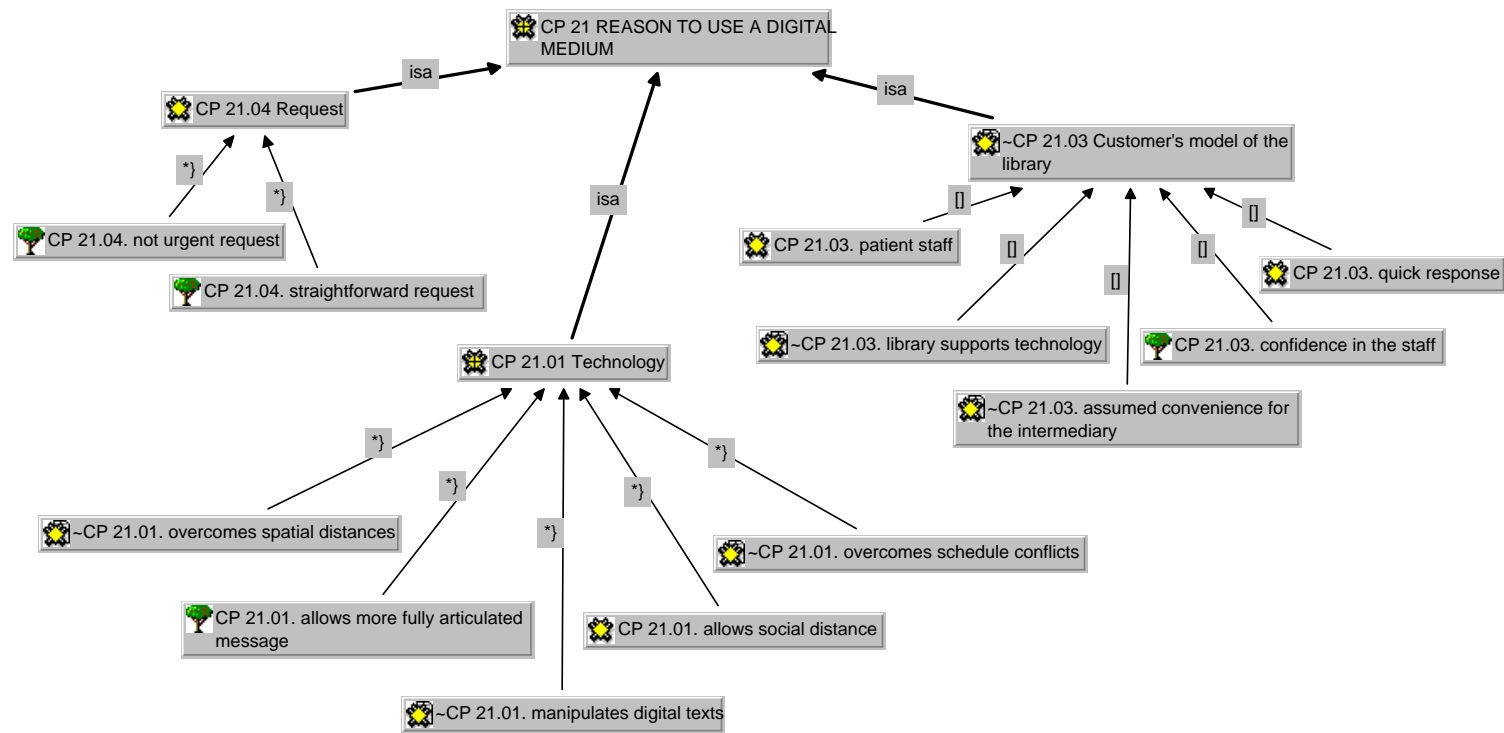 CP 21 REASON TO USE A DIGITAL
MEDIUM
isa
isa
CP 21.04 Request
~CP 21.03 Customer's model of the
library
*}
*}
isa
[]
[]
CP 21.04. not urgent request
CP 21.03. patient staff
[]
[]
[]
CP 21.03. quick response
CP 21.04. straightforward request
~CP 21.03. library supports technology
CP 21.03. confidence in the staff
CP 21.01 Technology
~CP 21.03. assumed convenience for
the intermediary
*}
*}
*}
*}
*}
~CP 21.01. overcomes spatial distances
~CP 21.01. overcomes schedule conflicts
CP 21.01. allows more fully articulated
message
CP 21.01. allows social distance
~CP 21.01. manipulates digital texts